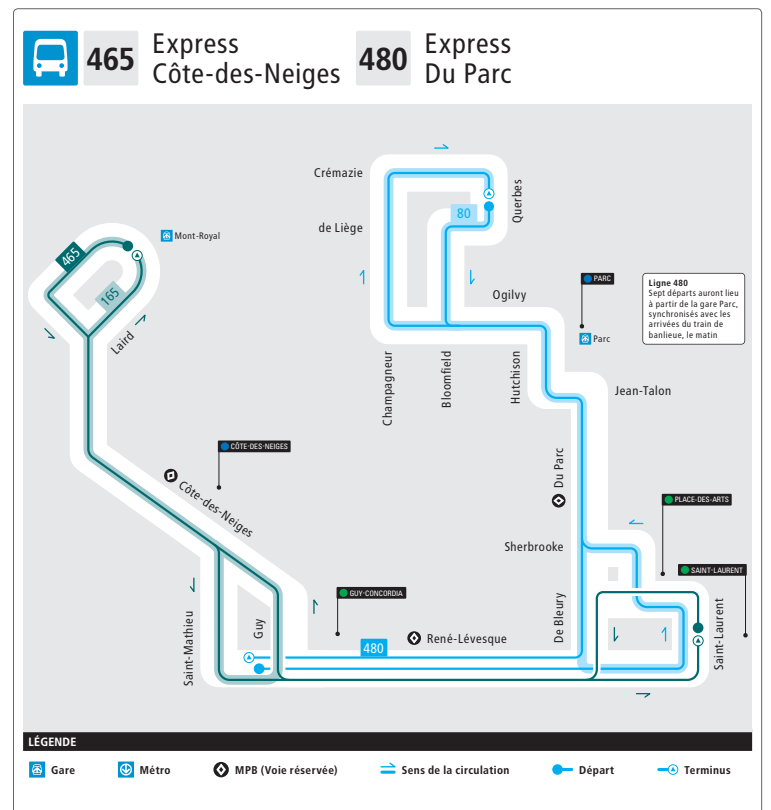 465
Express
Côte-des-Neiges
480
Express
Du Parc
Crémazie
Querbes
80
de Liège
Mont-Royal
465
165
Laird
Ogilvy
PARC
Parc
Ligne 480
Sept départs auront lieu
à partir de la gare Parc,
synchronisés avec les
arrivées du train de
banlieue, le matin
Champagneur
Bloomfield
Hutchison
Jean-Talon
CÔTE-DES-NEIGES
Côte-des-Neiges
Du Parc
PLACE-DES-ARTS
Sherbrooke
SAINT-LAURENT
GUY-CONCORDIA
Saint-Mathieu
Guy
René-Lévesque
480
De Bleury
Saint-Laurent
LÉGENDE
Gare
Métro
MPB (Voie réservée)
Sens de la circulation
Départ
Terminus